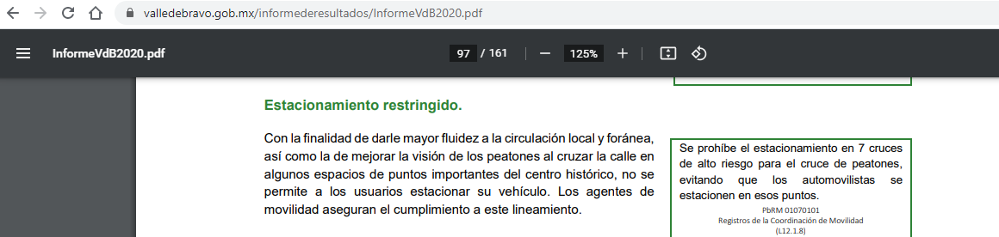 valledebravo.gob.mx/informederesultados/InformeVdB2020.pdf
InformeVdB2020.pdf
97 / 161
125%
Estacionamiento restringido.
Con la finalidad de darle mayor fluidez a la circulación local y foránea,
así como la de mejorar la visión de los peatones al cruzar la calle en
algunos espacios de puntos importantes del centro histórico, no se
permite a los usuarios estacionar su vehículo. Los agentes de
movilidad aseguran el cumplimiento a este lineamiento.
Se prohíbe el estacionamiento en 7 cruces
de alto riesgo para el cruce de peatones,
evitando que los automovilistas se
estacionen en esos puntos.
PbRM 01070101
Registros de la Coordinación de Movilidad
(L12.1.8)